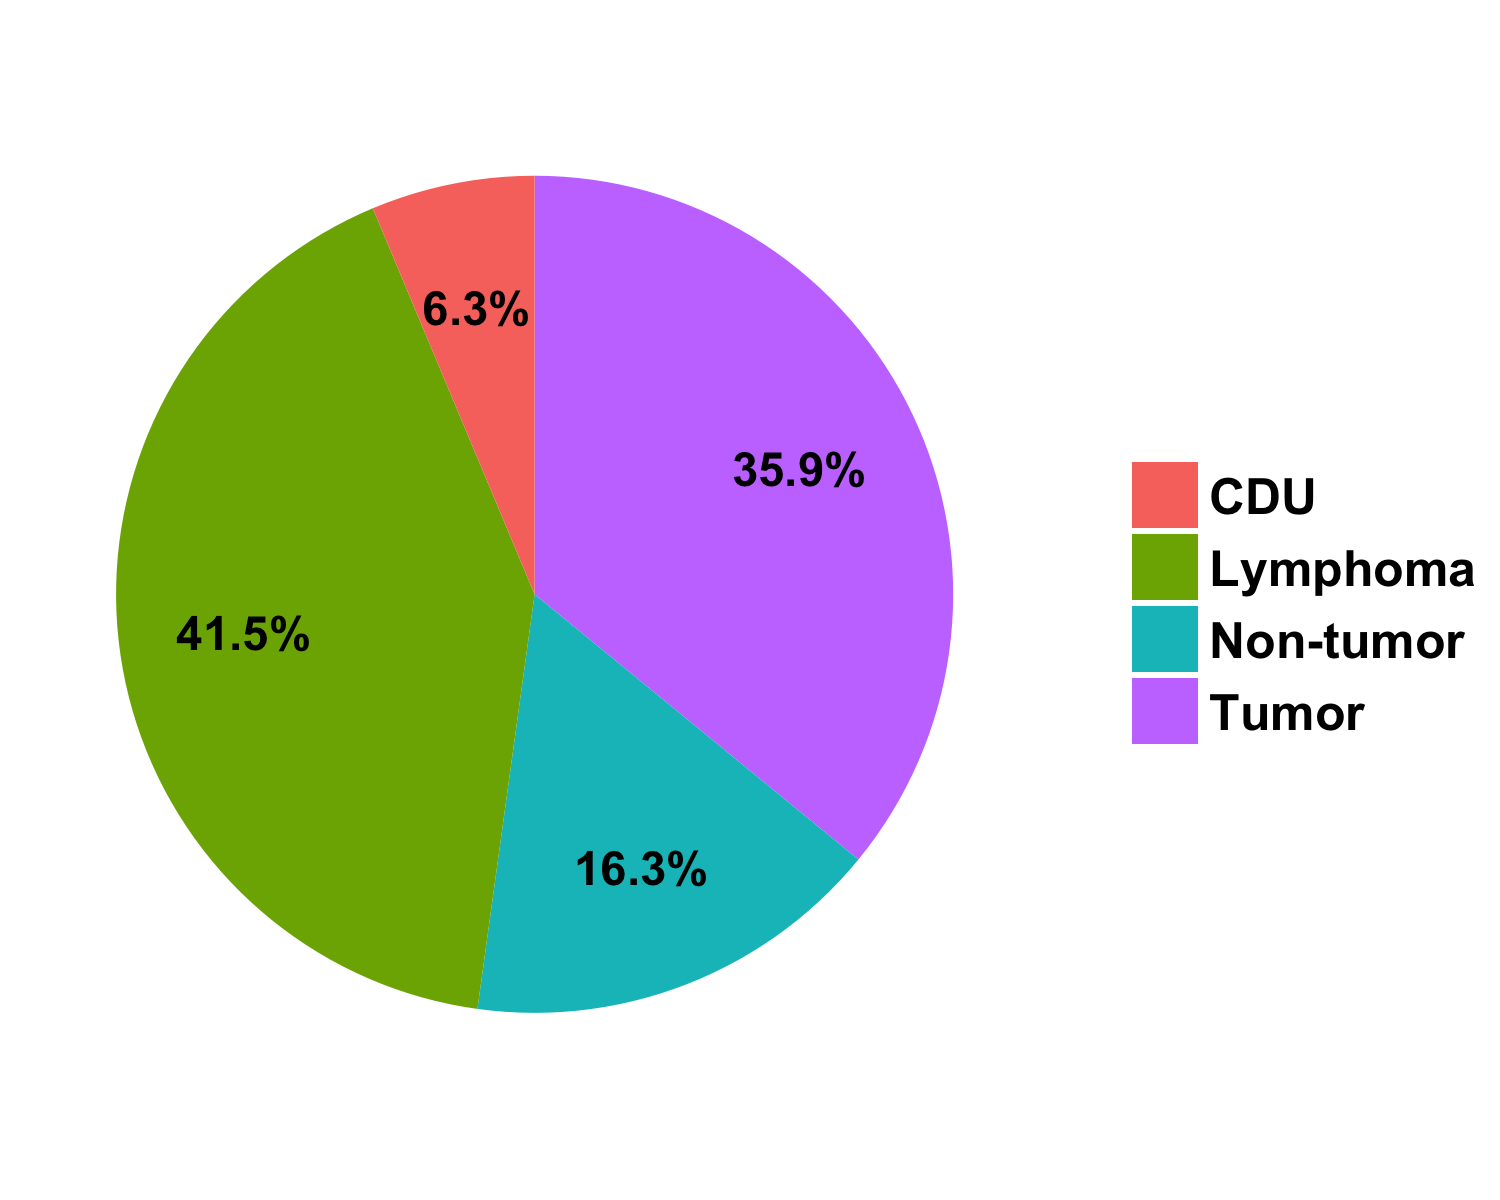 6.3%
35.9%
41.5%
16.3%
CDU
Lymphoma
Non-tumor
Tumor